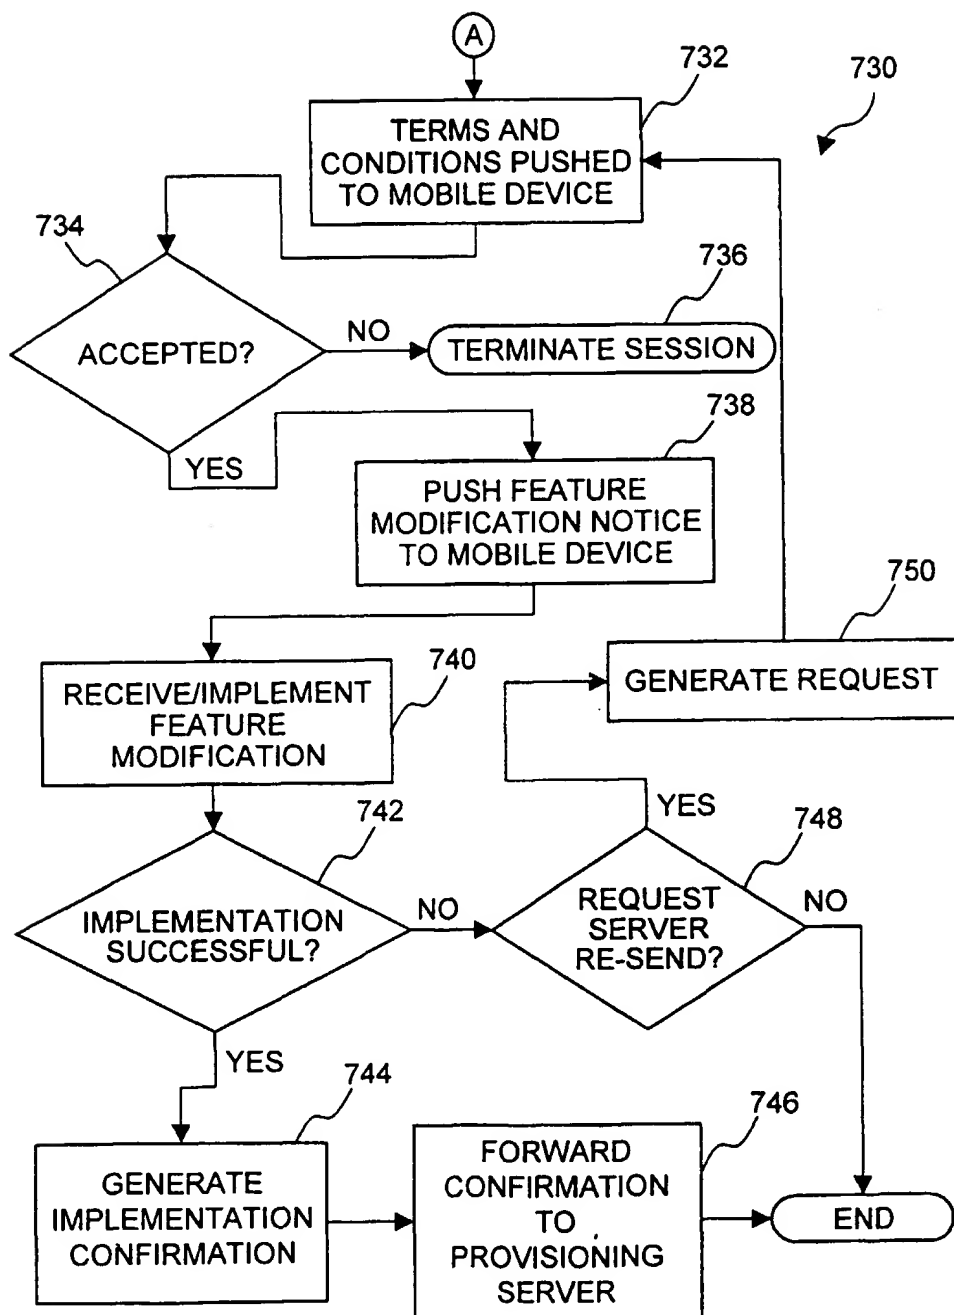 A
732
730
TERMS AND
CONDITIONS PUSHED
TO MOBILE DEVICE
734
736
ACCEPTED?
NO
TERMINATE SESSION
738
YES
PUSH FEATURE
MODIFICATION NOTICE
TO MOBILE DEVICE
750
GENERATE REQUEST
740
RECEIVE/IMPLEMENT
FEATURE
MODIFICATION
742
YES
748
IMPLEMENTATION
SUCCESSFUL?
NO
REQUEST
SERVER
RE-SEND?
NO
YES
744
746
GENERATE
IMPLEMENTATION
CONFIRMATION
FORWARD
CONFIRMATION
TO
PROVISIONING
SERVER
END